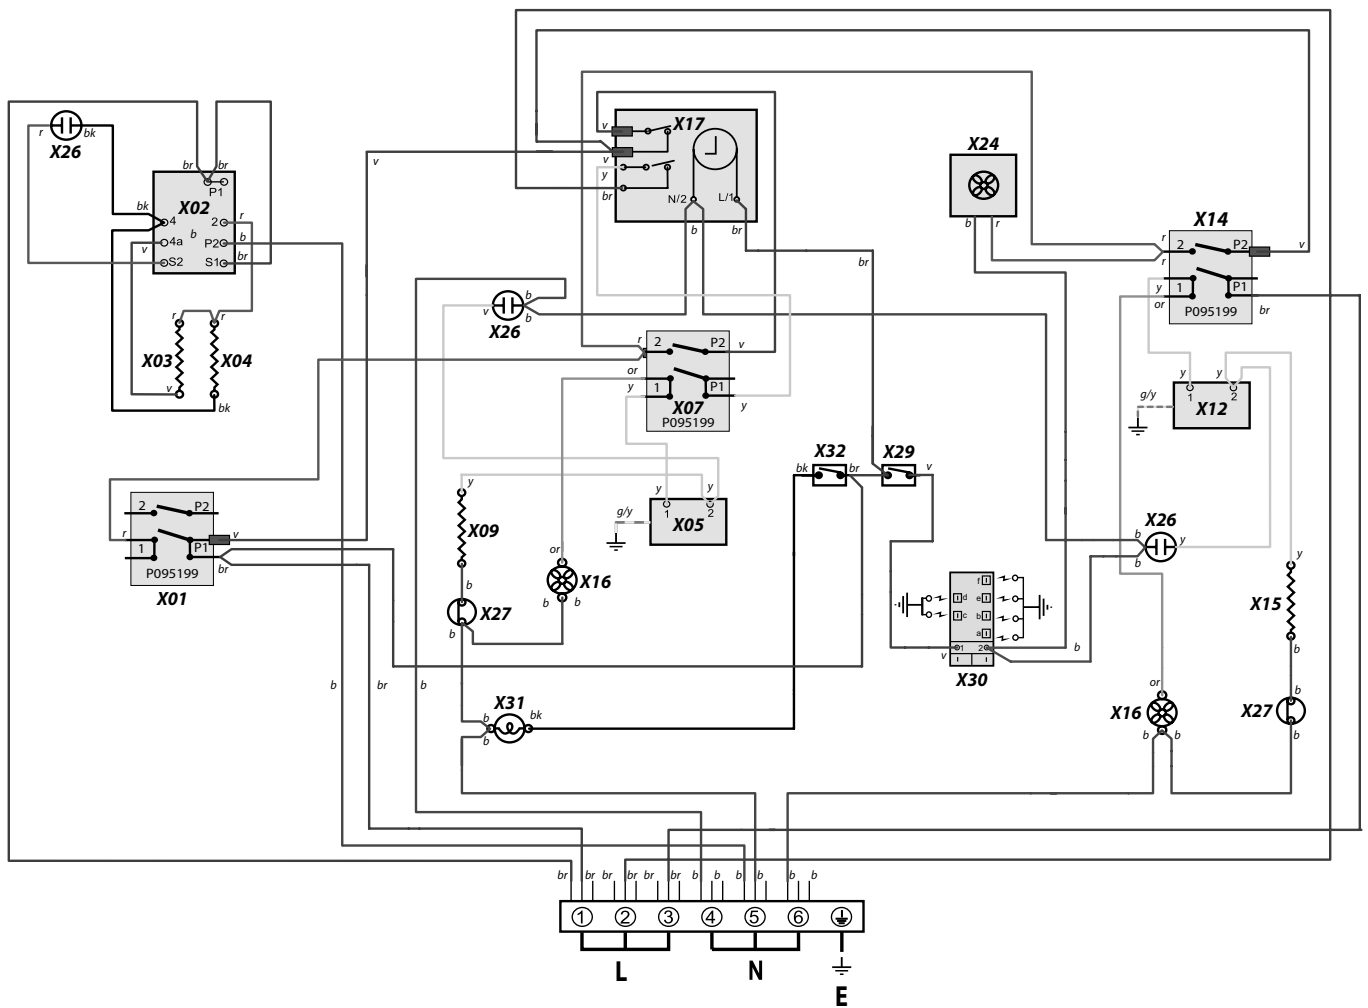 r
bk
X26
br
br
P1
X02
bk
4
2
r
b
4a
P2
b
v
br
S2
S1
r
r
X03
X04
v
bk
v
X17
v
v
y
br
N/2
L/1
b
br
br
X24
b
r
X14
r
2
P2
v
r
y
1
P1
or
br
P095199
b
v
b
X26
r
2
P2
v
or
1
P1
y
X07
y
P095199
y
y
g/y
1
2
X12
X32
X29
bk
br
v
y
X09
y
y
1
2
g/y
X05
2
P2
r
v
1
P1
br
P095199
X01
or
X16
b
b
b
X27
b
X26
b
y
b
y
X15
b
f
d
e
c
b
a
1
2
v
b
X30
b
br
b
X31
b
bk
b
or
X16
b
b
b
X27
b
br
br
br
br
br
br
b
b
b
b
b
b
1
2
3
4
5
6
L
N
E